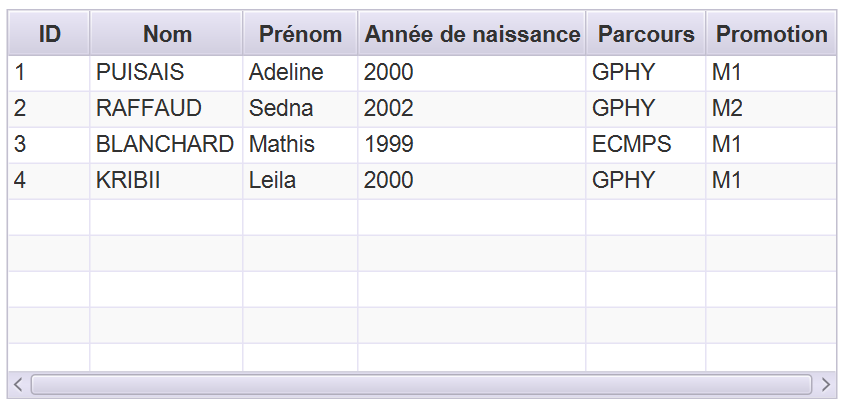 ID Nom Prénom Année de naissance Parcours Promotion
1 PUISAIS Adeline 2000 GPHY M1
2 RAFFAUD Sedna 2002 GPHY M2
3 BLANCHARD Mathis 1999 ECMPS M1
4 KRIBII Leila 2000 GPHY M1